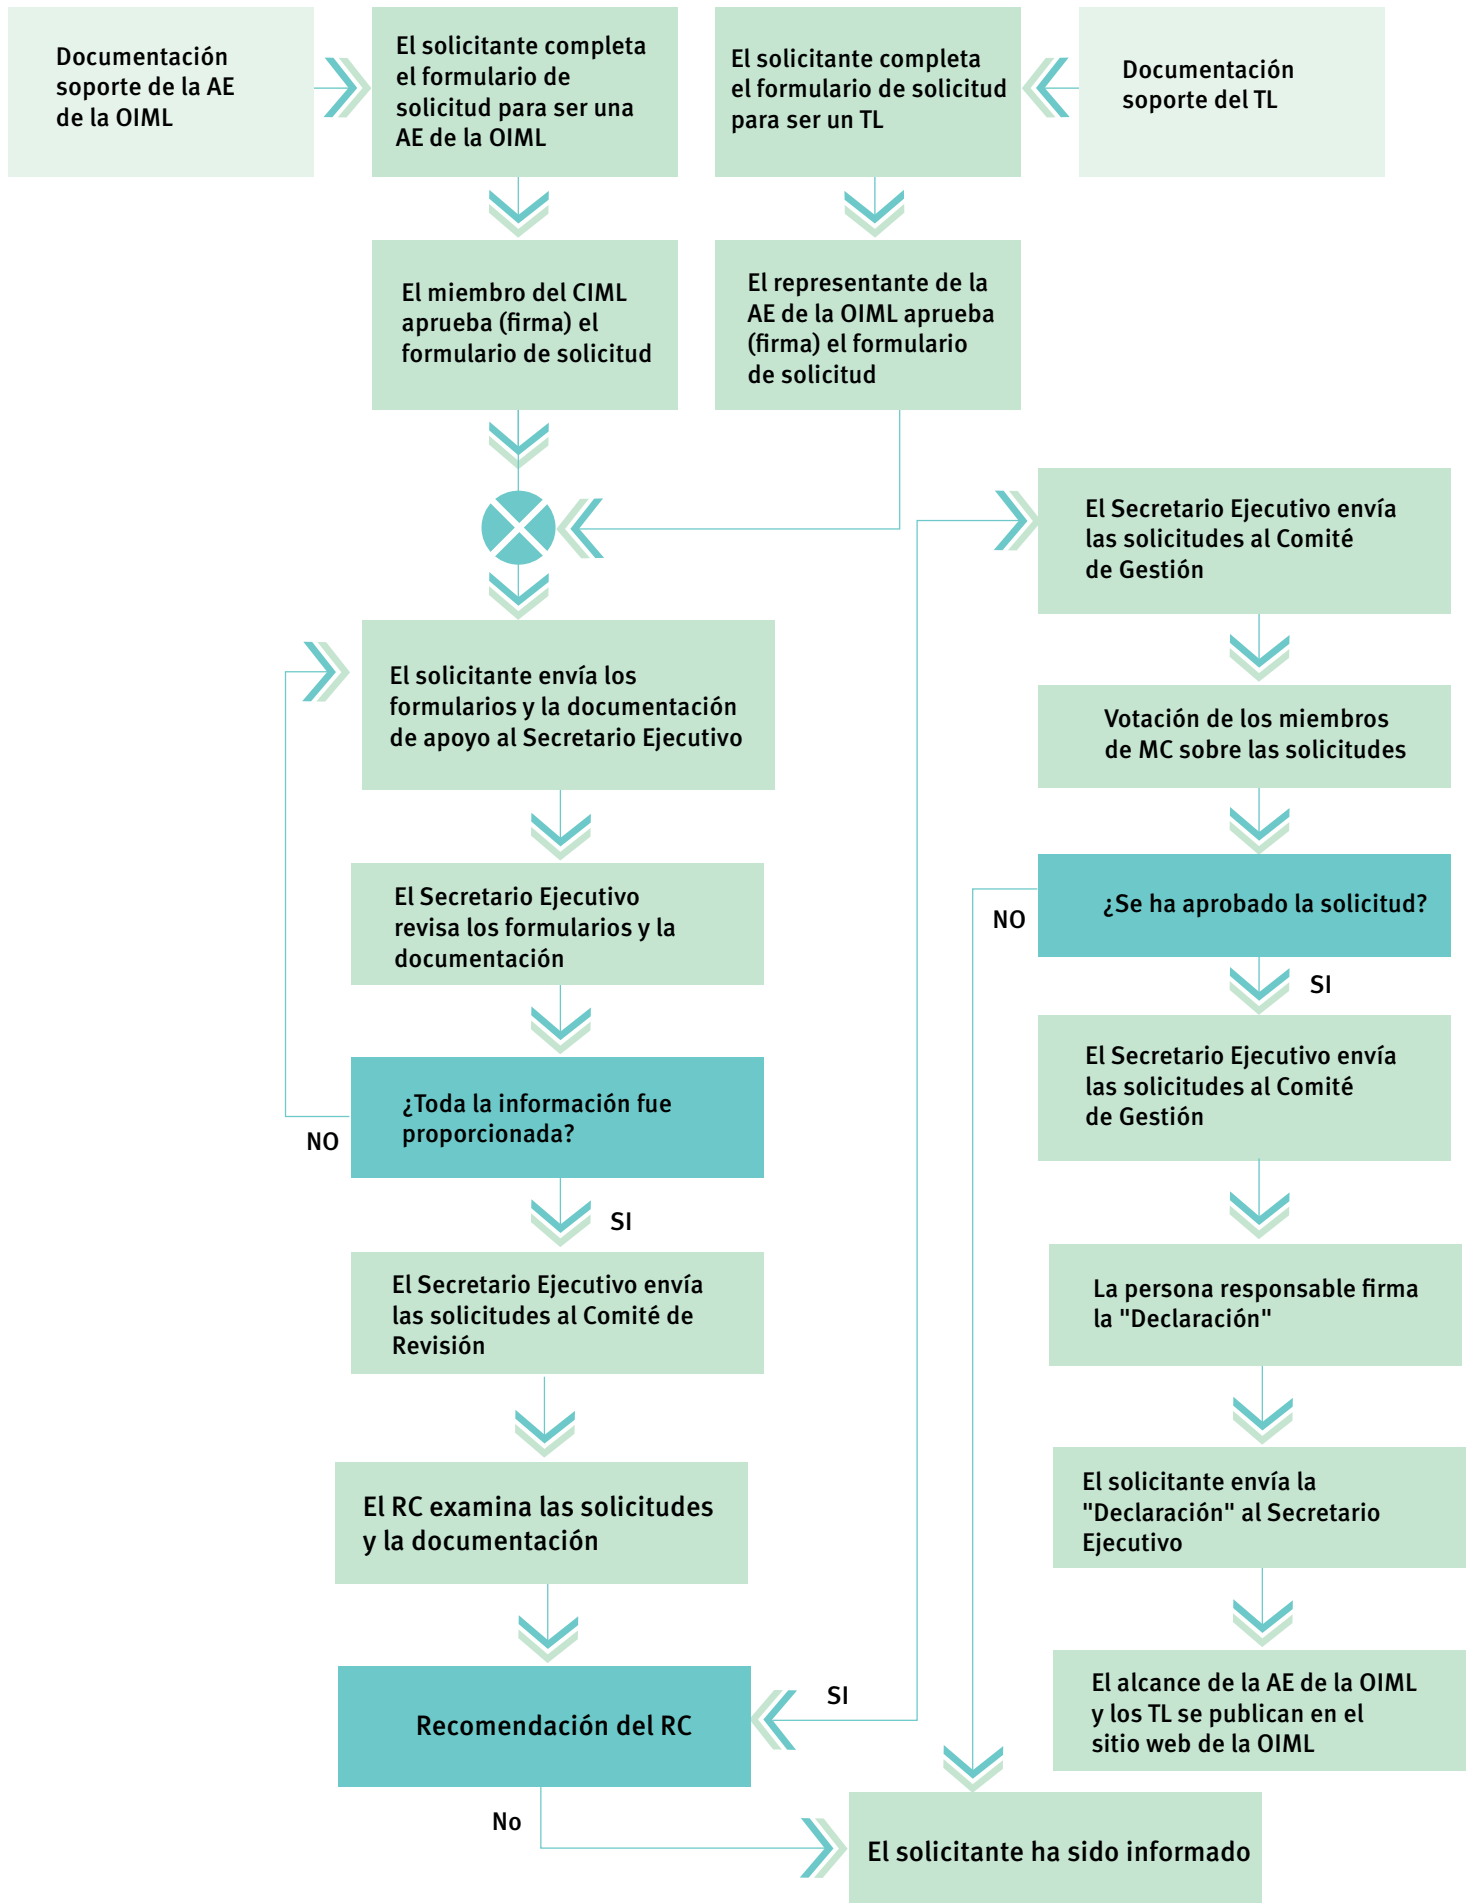 Documentación
soporte de la AE
de la OIML
El solicitante completa
el formulario de
solicitud para ser una
AE de la OIML
El solicitante completa
el formulario de solicitud
para ser un TL
Documentación
soporte del TL
El miembro del CIML
aprueba (firma) el
formulario de solicitud
El representante de la
AE de la OIML aprueba
(firma) el formulario
de solicitud
El solicitante envía los
formularios y la documentación
de apoyo al Secretario Ejecutivo
El Secretario Ejecutivo
revisa los formularios y la
documentación
¿Toda la información fue
proporcionada?
NO
SI
El Secretario Ejecutivo envía
las solicitudes al Comité de
Revisión
El RC examina las solicitudes
y la documentación
Recomendación del RC
SI
No
El Secretario Ejecutivo envía
las solicitudes al Comité
de Gestión
Votación de los miembros
de MC sobre las solicitudes
¿Se ha aprobado la solicitud?
NO
SI
El Secretario Ejecutivo envía
las solicitudes al Comité
de Gestión
La persona responsable firma
la "Declaración"
El solicitante envía la
"Declaración" al Secretario
Ejecutivo
El alcance de la AE de la OIML
y los TL se publican en el
sitio web de la OIML
El solicitante ha sido informado